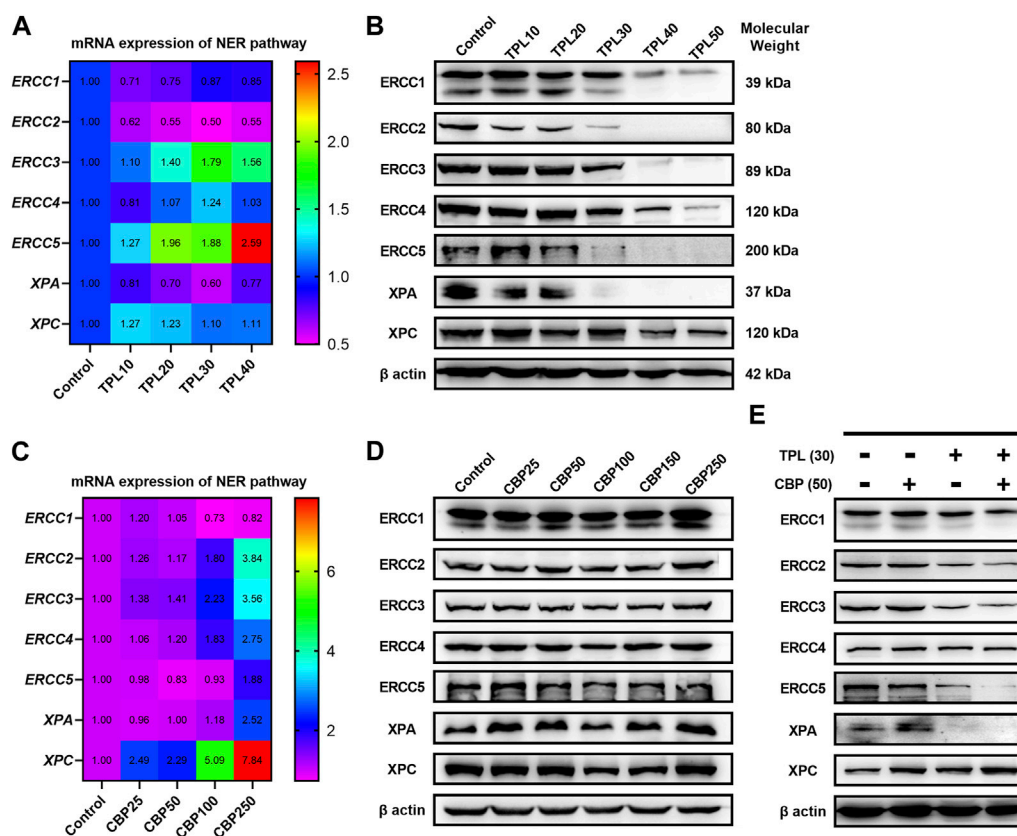 A
mRNA expression of NER pathway
ERCC1 1.00 0.71 0.75 0.87 0.85
ERCC2 1.00 0.62 0.55 0.50 0.55
ERCC3 1.00 1.10 1.40 1.79 1.56
ERCC4 1.00 0.81 1.07 1.24 1.03
ERCC5 1.00 1.27 1.96 1.88 2.59
XPA 1.00 0.81 0.70 0.60 0.77
XPC 1.00 1.27 1.23 1.10 1.11
Control TPL10 TPL20 TPL30 TPL40
2.5
2.0
1.5
1.0
0.5
B
Control TPL10 TPL20 TPL30 TPL40 TPL50 Molecular Weight
ERCC1 39 kDa
ERCC2 80 kDa
ERCC3 89 kDa
ERCC4 120 kDa
ERCC5 200 kDa
XPA 37 kDa
XPC 120 kDa
β actin 42 kDa
C
mRNA expression of NER pathway
ERCC1 1.00 1.20 1.05 0.73 0.82
ERCC2 1.00 1.26 1.17 1.80 3.84
ERCC3 1.00 1.38 1.41 2.23 3.56
ERCC4 1.00 1.06 1.20 1.83 2.75
ERCC5 1.00 0.98 0.83 0.93 1.88
XPA 1.00 0.96 1.00 1.18 2.52
XPC 1.00 2.49 2.29 5.09 7.84
Control CBP25 CBP50 CBP100 CBP250
6
4
2
D
Control CBP25 CBP50 CBP100 CBP150 CBP250
ERCC1
ERCC2
ERCC3
ERCC4
ERCC5
XPA
XPC
β actin
E
TPL (30) - - + +
CBP (50) - + - +
ERCC1
ERCC2
ERCC3
ERCC4
ERCC5
XPA
XPC
β actin